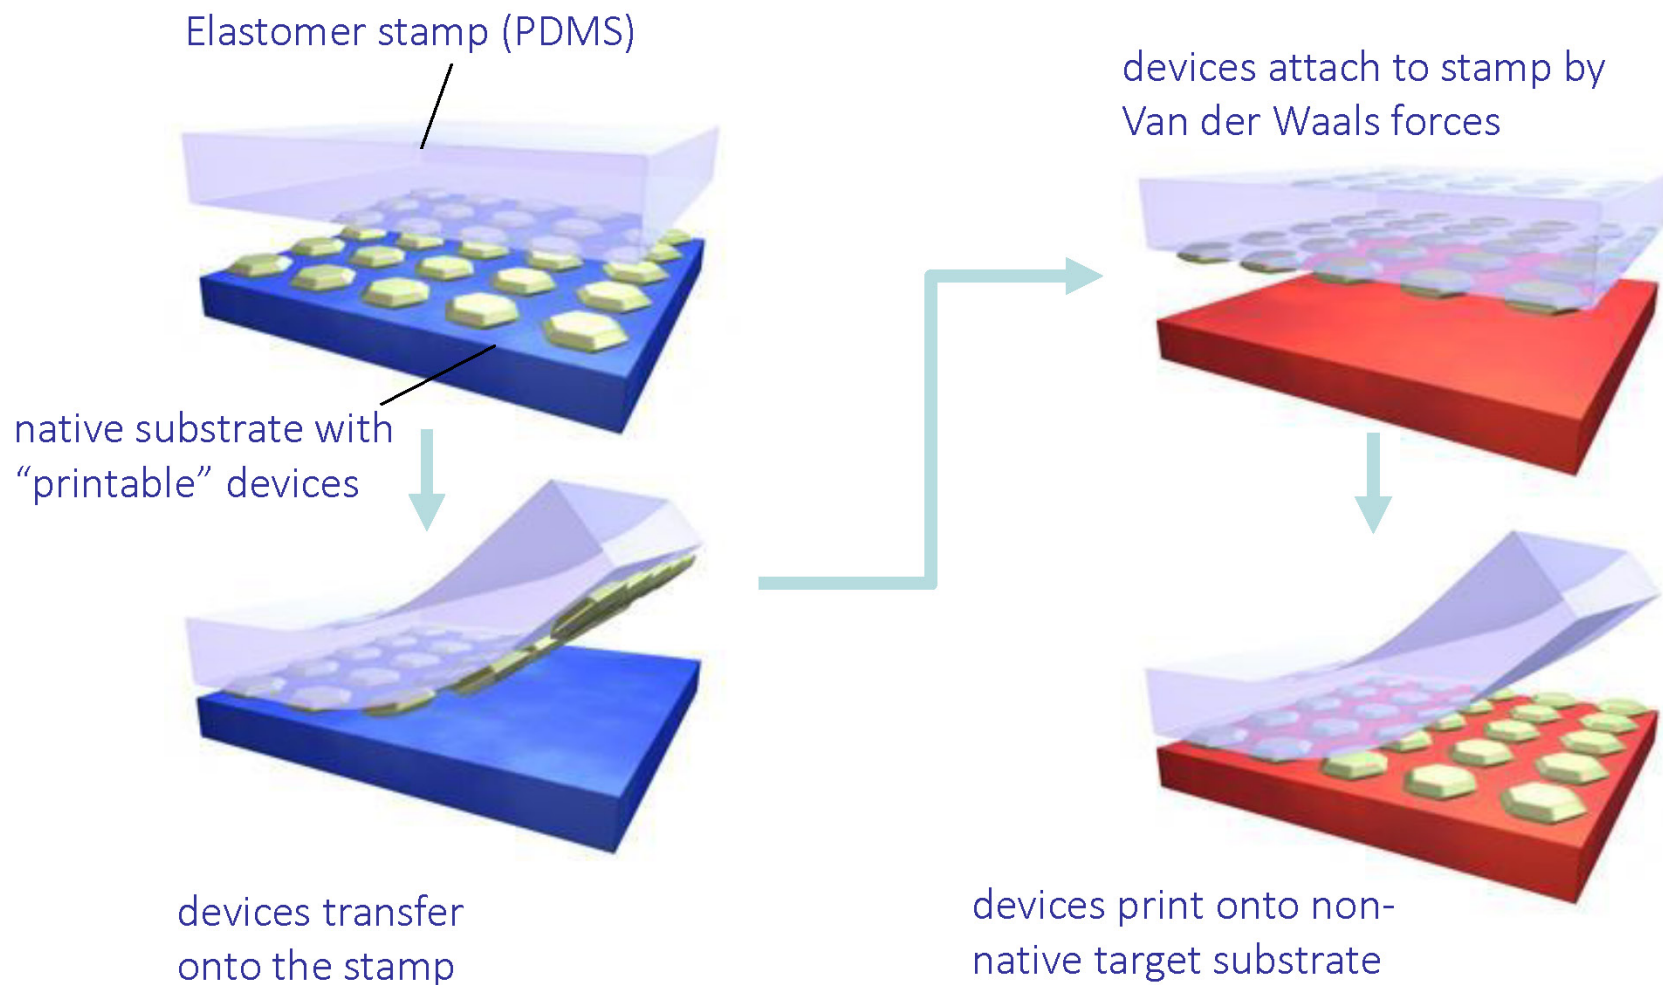 Elastomer stamp (PDMS)
native substrate with
“printable” devices
devices transfer
onto the stamp
devices attach to stamp by
Van der Waals forces
devices print onto non-
native target substrate